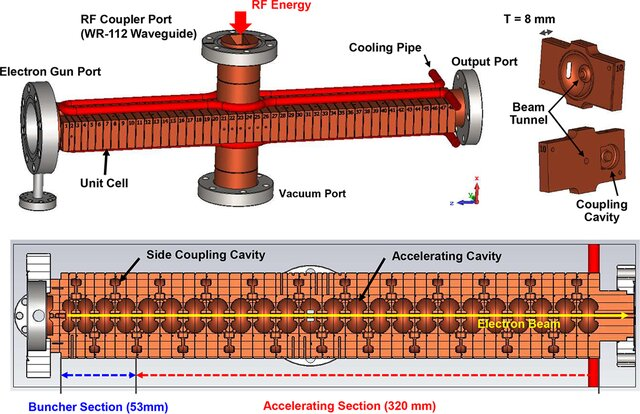 RF Coupler Port
(WR-112 Waveguide)
RF Energy
Electron Gun Port
Cooling Pipe
Output Port
T = 8 mm
Beam
Tunnel
Unit Cell
Vacuum Port
Coupling
Cavity
x
Y
z
10
10
Side Coupling Cavity
Accelerating Cavity
Electron Beam
Buncher Section (53mm)
Accelerating Section (320 mm)